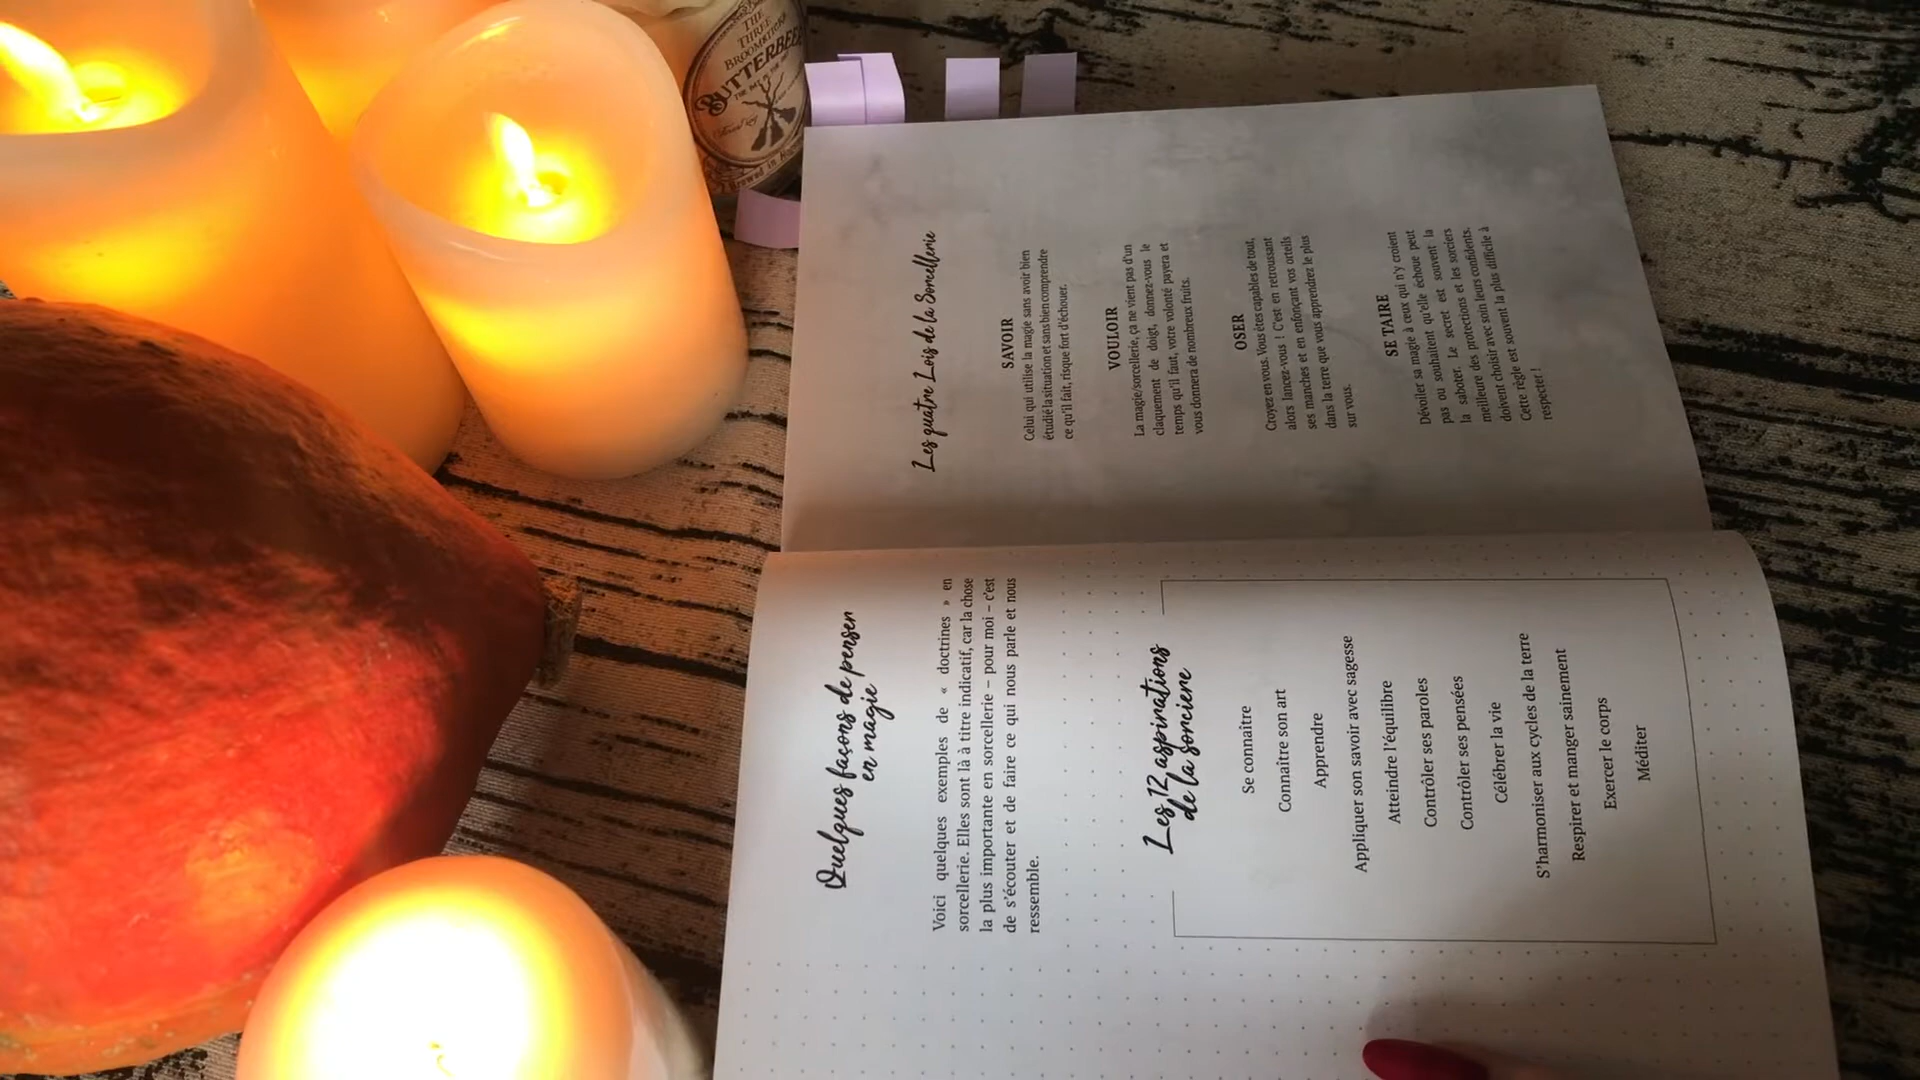 Quelques façons de penser
en magie
Voici quelques exemples de « doctrines » en
sorcellerie. Elles sont là à titre indicatif, car la chose
la plus importante en sorcellerie – pour moi – c'est
de s'écouter et de faire ce qui nous parle et nous
ressemble.
Les 12 aspirations
de la sorcière
Se connaître
Connaître son art
Apprendre
Appliquer son savoir avec sagesse
Atteindre l'équilibre
Contrôler ses paroles
Contrôler ses pensées
Célébrer la vie
S'harmoniser aux cycles de la terre
Respirer et manger sainement
Exercer le corps
Méditer
Les quatre Lois de la Sorcellerie
SAVOIR
Celui qui utilise la magie sans avoir bien
étudié la situation et sans bien comprendre
ce qu'il fait, risque fort d'échouer.
VOULOIR
La magie/sorcellerie, ça ne vient pas d'un
claquement de doigt, donnez-vous le
temps qu'il faut, votre volonté payera et
vous donnera de nombreux fruits.
OSER
Croyez en vous. Vous êtes capables de tout,
alors lancez-vous ! C'est en retroussant
ses manches et en enfonçant vos orteils
dans la terre que vous apprendrez le plus
sur vous.
SE TAIRE
Dévoiler sa magie à ceux qui n'y croient
pas ou souhaitent qu'elle échoue peut
la saboter. Le secret est souvent la
meilleure des protections et les sorciers
doivent choisir avec soin leurs confidents.
Cette règle est souvent la plus difficile à
respecter !
THE
THREE
BROOMSTICKS
BUTTERBEER
Brewed in